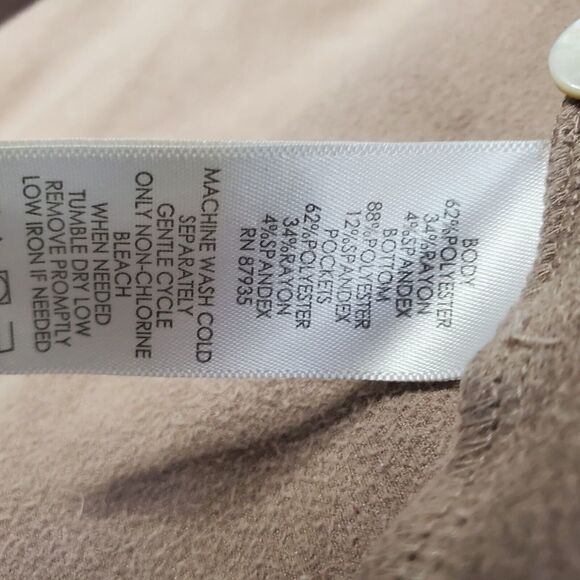 BODY
62%POLYESTER
34%RAYON
4%SPANDEX
BOTTOM
88%POLYESTER
12%SPANDEX
POCKETS
62%POLYESTER
34%RAYON
4%SPANDEX
RN 87935
MACHINE WASH COLD
SEPARATELY
GENTLE CYCLE
ONLY NON-CHLORINE
BLEACH
WHEN NEEDED
TUMBLE DRY LOW
REMOVE PROMPTLY
LOW IRON IF NEEDED